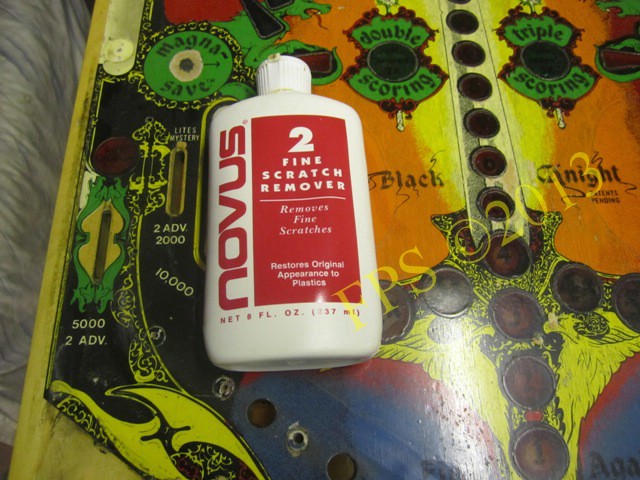 magna
save
double
scoring
triple
scoring
LITES
MYSTERY
2 ADV.
2000
10,000
5000
2 ADV.
NOVUS®
2
FINE
SCRATCH
REMOVER
Removes
Fine
Scratches
Restores Original
Appearance to
Plastics
NET 8 FL. OZ. (237 ml)
Black Knight
PATENTS
PENDING
FPS © 2013
Again
1